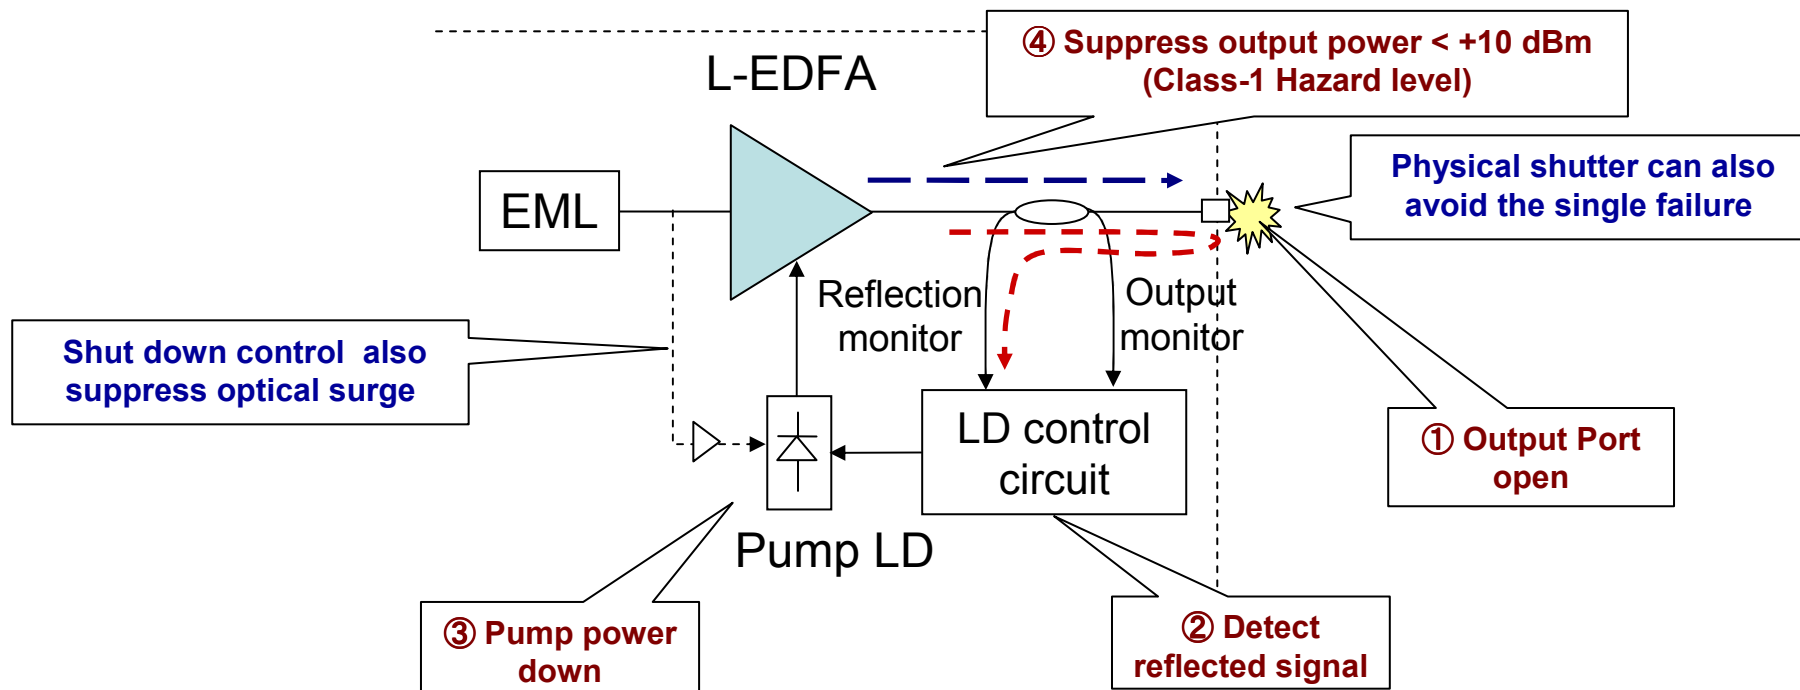 ④ Suppress output power < +10 dBm
(Class-1 Hazard level)
L-EDFA
Physical shutter can also
avoid the single failure
EML
Reflection
monitor
Output
monitor
Shut down control also
suppress optical surge
LD control
circuit
① Output Port
open
Pump LD
③ Pump power
down
② Detect
reflected signal